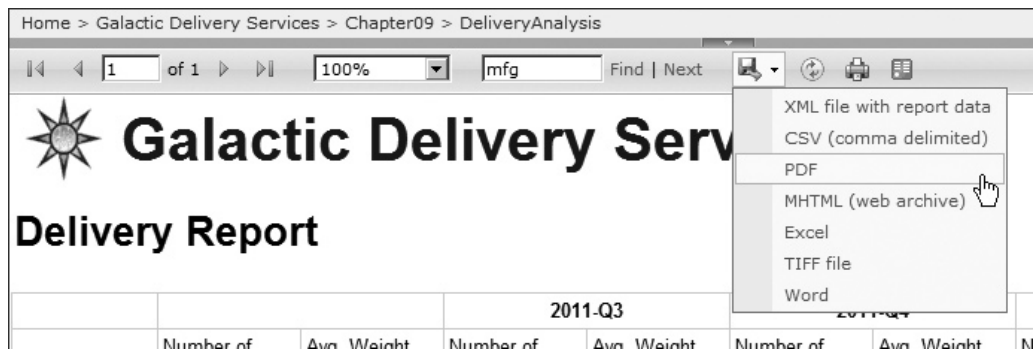 Home > Galactic Delivery Services > Chapter09 > DeliveryAnalysis
1 of 1 100% mfg Find | Next
XML file with report data
CSV (comma delimited)
PDF
MHTML (web archive)
Excel
TIFF file
Word
Galactic Delivery Serv
Delivery Report
2011-Q3 2011-Q4
Number of Avg. Weight Number of Avg. Weight Number of Avg. Weight N